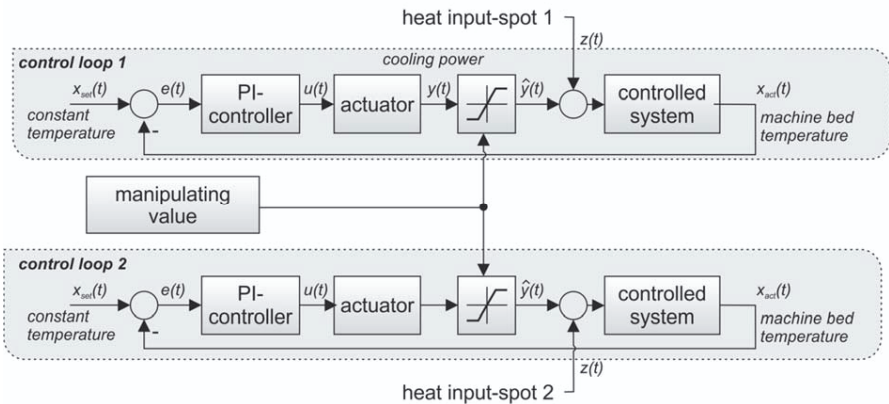 heat input-spot 1
z(t)
control loop 1
cooling power
x_set(t)
e(t)
PI-
controller
u(t)
actuator
y(t)
ŷ(t)
controlled
system
x_act(t)
constant
temperature
-
machine bed
temperature
manipulating
value
control loop 2
x_set(t)
e(t)
PI-
controller
u(t)
actuator
ŷ(t)
controlled
system
x_act(t)
constant
temperature
-
machine bed
temperature
z(t)
heat input-spot 2